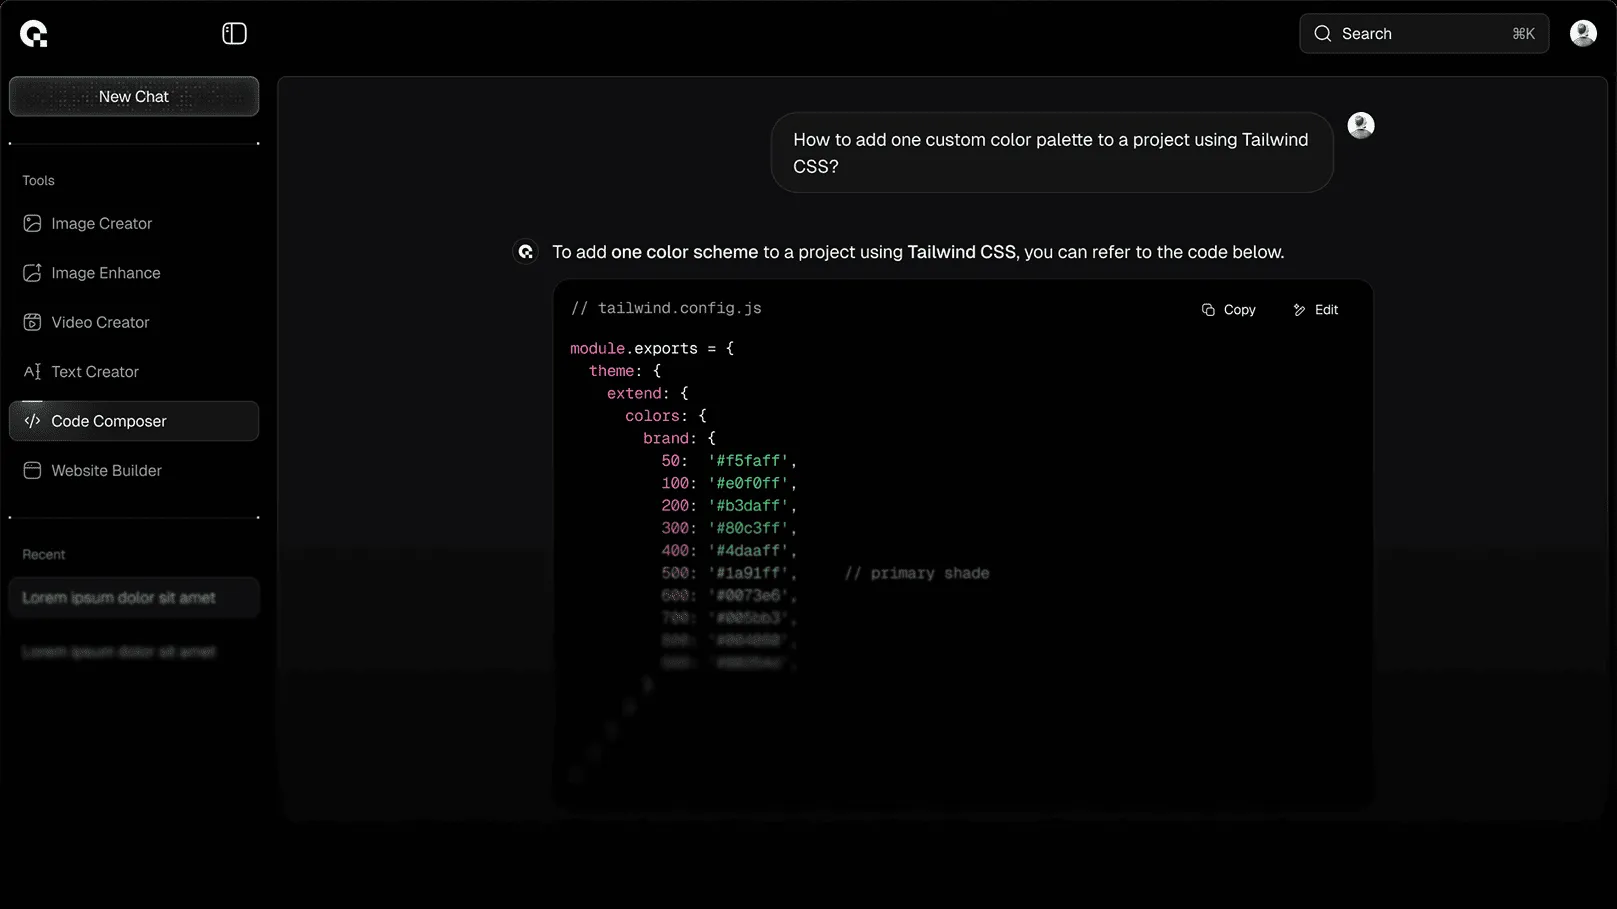 Search
⌘K
New Chat
How to add one custom color palette to a project using Tailwind
CSS?
Tools
Image Creator
Image Enhance
Video Creator
Text Creator
Code Composer
Website Builder
Recent
Lorem ipsum dolor sit amet
Lorem ipsum dolor sit amet
To add one color scheme to a project using Tailwind CSS, you can refer to the code below.
// tailwind.config.js
Copy
Edit
module.exports = {
theme: {
extend: {
colors: {
brand: {
50: '#f5faff',
100: '#e0f0ff',
200: '#b3daff',
300: '#80c3ff',
400: '#4daaff',
500: '#1a91ff', // primary shade
600: '#0073e6',
700: '#005bb3',